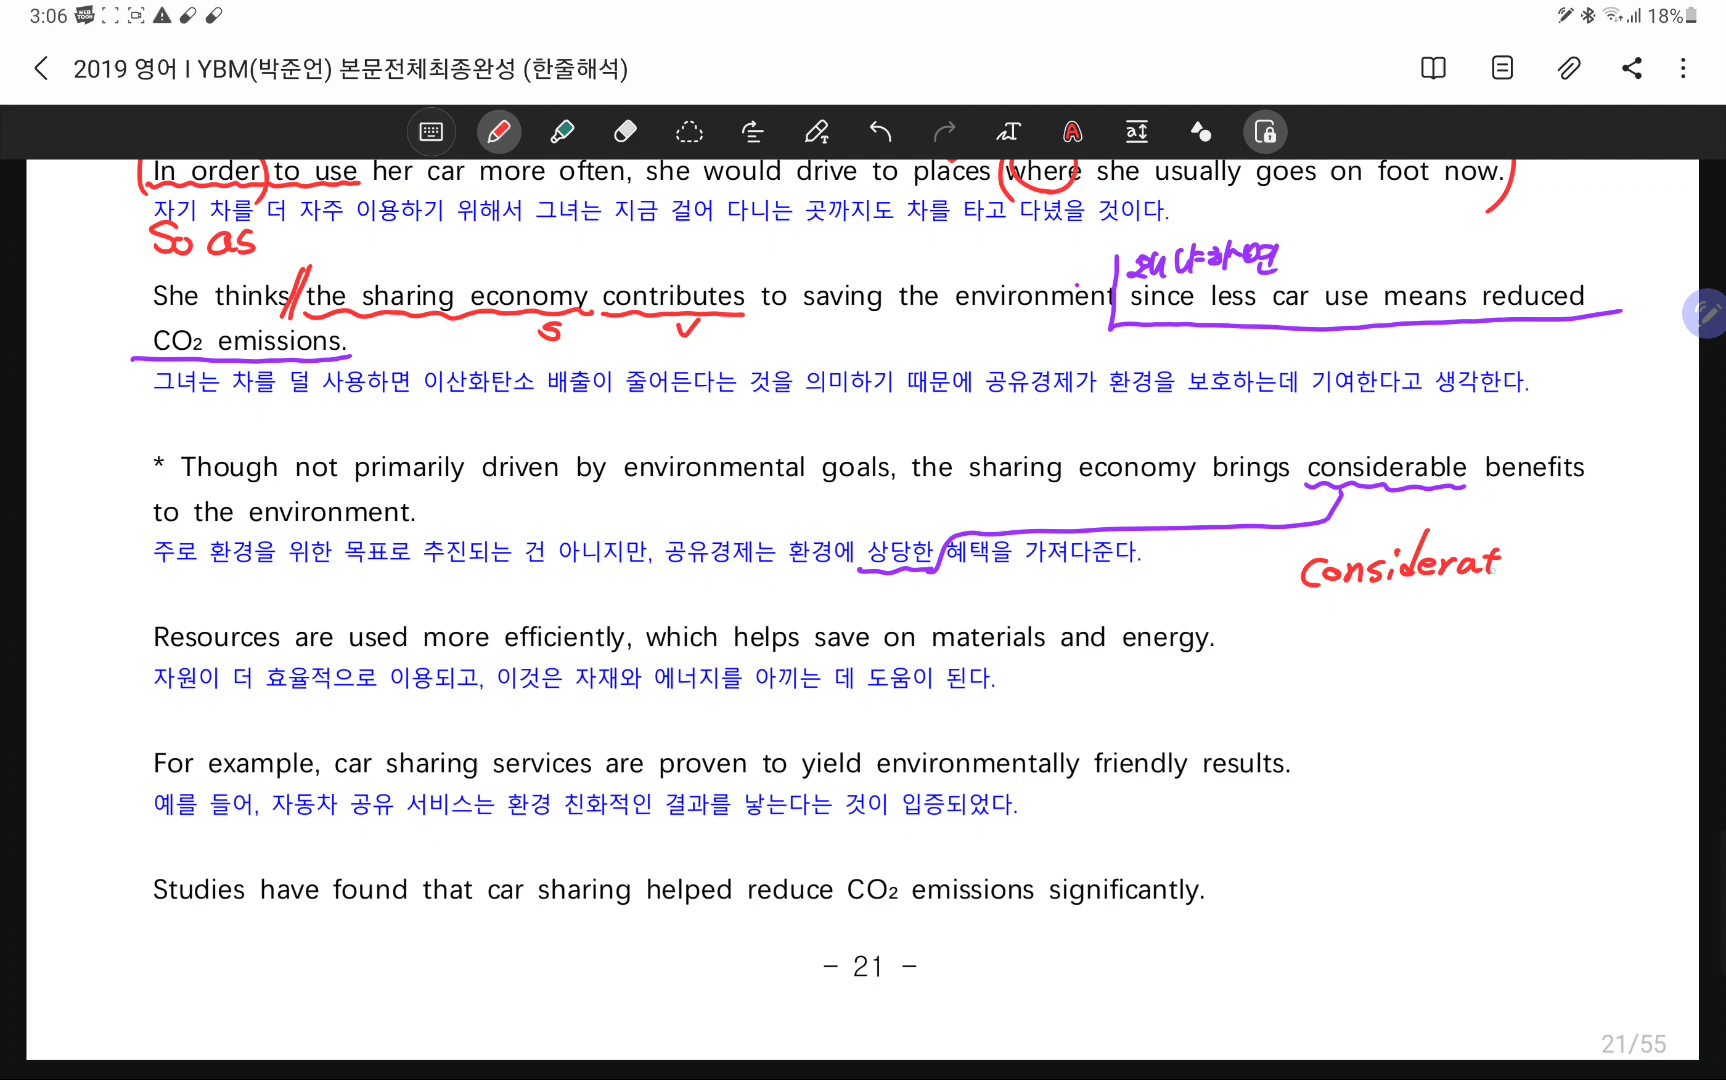 3:06 18%
2019 영어 I YBM(박준언) 본문전체최종완성 (한줄해석)
In order to use her car more often, she would drive to places where she usually goes on foot now.
자기 차를 더 자주 이용하기 위해서 그녀는 지금 걸어 다니는 곳까지도 차를 타고 다녔을 것이다.
So as
왜냐하면
She thinks the sharing economy contributes to saving the environment since less car use means reduced
S V
CO₂ emissions.
그녀는 차를 덜 사용하면 이산화탄소 배출이 줄어든다는 것을 의미하기 때문에 공유경제가 환경을 보호하는데 기여한다고 생각한다.
* Though not primarily driven by environmental goals, the sharing economy brings considerable benefits
to the environment.
주로 환경을 위한 목표로 추진되는 건 아니지만, 공유경제는 환경에 상당한 혜택을 가져다준다.
Considerat
Resources are used more efficiently, which helps save on materials and energy.
자원이 더 효율적으로 이용되고, 이것은 자재와 에너지를 아끼는 데 도움이 된다.
For example, car sharing services are proven to yield environmentally friendly results.
예를 들어, 자동차 공유 서비스는 환경 친화적인 결과를 낳는다는 것이 입증되었다.
Studies have found that car sharing helped reduce CO₂ emissions significantly.
- 21 -
21/55